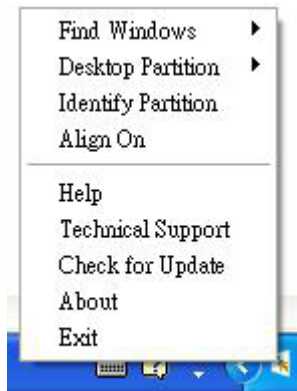 Find Windows
Desktop Partition
Identify Partition
Align On
Help
Technical Support
Check for Update
About
Exit